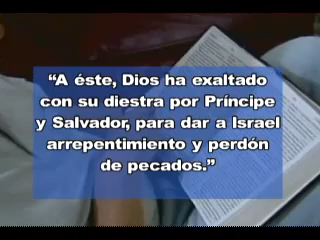 “A éste, Dios ha exaltado
con su diestra por Príncipe
y Salvador, para dar a Israel
arrepentimiento y perdón
de pecados.”